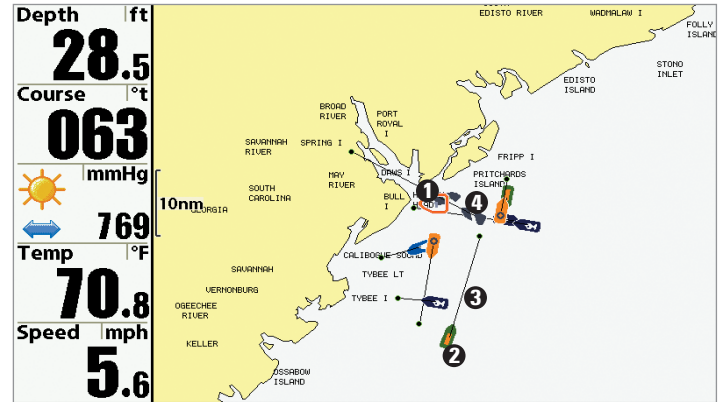 Depth ft
28.5
Course °t
063
mmHg
769
Temp °F
70.8
Speed mph
5.6
10nm
EDISTO RIVER
WADMALAW I
FOLLY
ISLAND
STONO
INLET
EDISTO
ISLAND
BROAD
RIVER
PORT
ROYAL
I
SAVANNAH
RIVER
SPRING I
FRIPP I
MAY
RIVER
DAWS I
PRITCHARDS
ISLAND
SOUTH
CAROLINA
BULL
I
1
4
CALIBOGUE SOUND
SAVANNAH
TYBEE LT
VERNONBURG
TYBEE I
3
OGEECHEE
RIVER
KELLER
2
OSSABOW
ISLAND